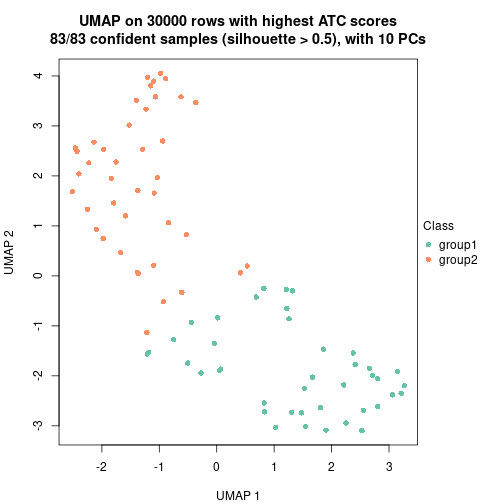 UMAP on 30000 rows with highest ATC scores
83/83 confident samples (silhouette > 0.5), with 10 PCs
UMAP 2
4
3
2
1
0
-1
-2
-3
-2 -1 0 1 2 3
UMAP 1
Class
group1
group2